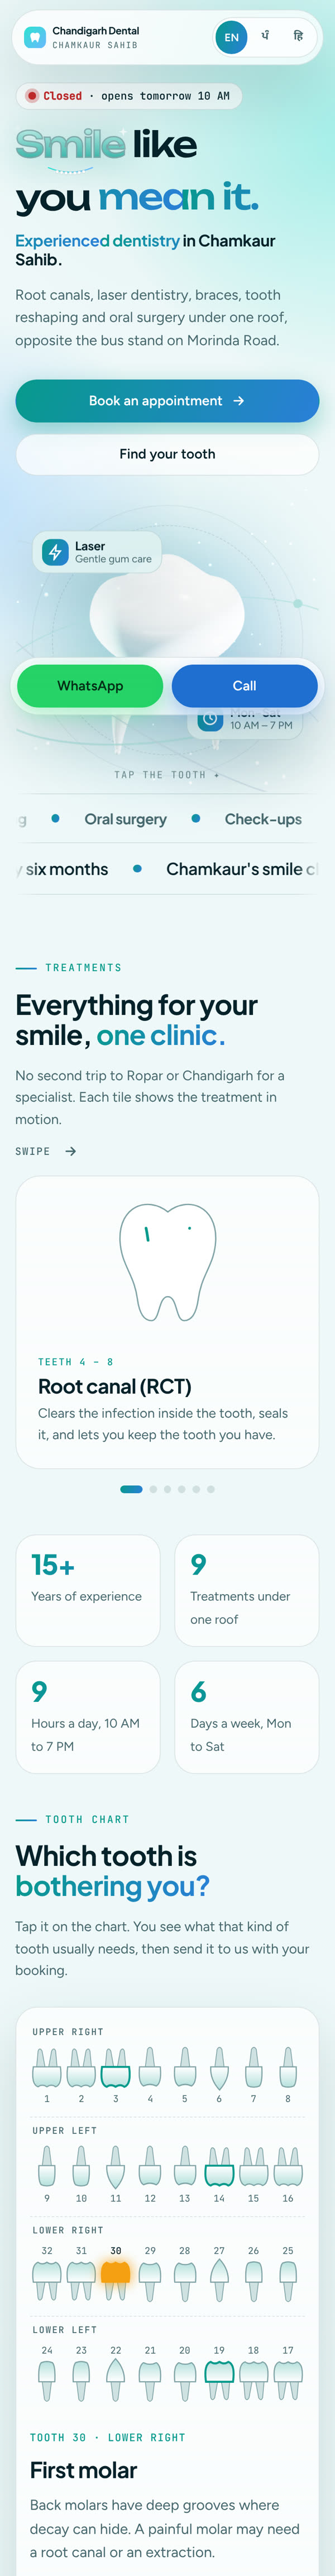 Chandigarh Dental
CHAMKAUR SAHIB
EN
ਪੰ
हि
Closed · opens tomorrow 10 AM
Smile like
you mean it.
Experienced dentistry in Chamkaur
Sahib.
Root canals, laser dentistry, braces, tooth
reshaping and oral surgery under one roof,
opposite the bus stand on Morinda Road.
Book an appointment →
Find your tooth
Laser
Gentle gum care
WhatsApp
Call
Mon–Sat
10 AM – 7 PM
TAP THE TOOTH ✦
g • Oral surgery • Check-ups
y six months • Chamkaur's smile c
TREATMENTS
Everything for your
smile, one clinic.
No second trip to Ropar or Chandigarh for a
specialist. Each tile shows the treatment in
motion.
SWIPE →
TEETH 4 – 8
Root canal (RCT)
Clears the infection inside the tooth, seals
it, and lets you keep the tooth you have.
15+
Years of experience
9
Treatments under
one roof
9
Hours a day, 10 AM
to 7 PM
6
Days a week, Mon
to Sat
TOOTH CHART
Which tooth is
bothering you?
Tap it on the chart. You see what that kind of
tooth usually needs, then send it to us with your
booking.
UPPER RIGHT
1 2 3 4 5 6 7 8
UPPER LEFT
9 10 11 12 13 14 15 16
LOWER RIGHT
32 31 30 29 28 27 26 25
LOWER LEFT
24 23 22 21 20 19 18 17
TOOTH 30 · LOWER RIGHT
First molar
Back molars have deep grooves where
decay can hide. A painful molar may need
a root canal or an extraction.